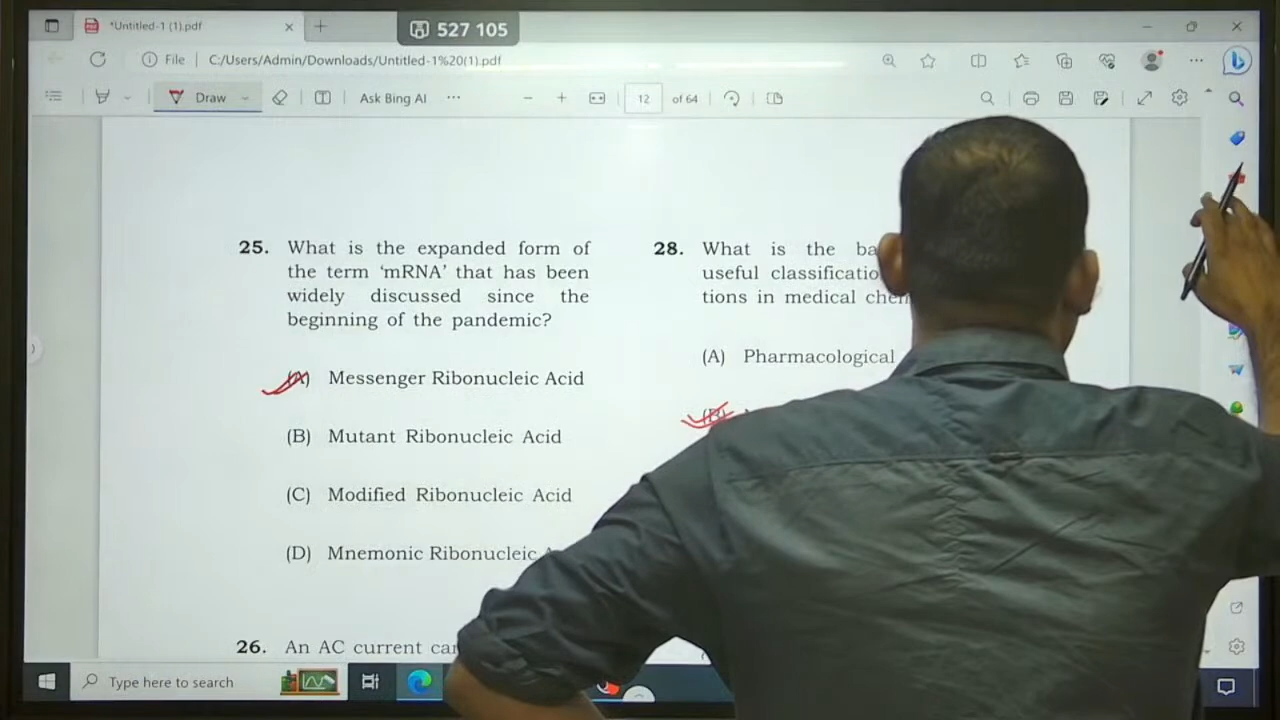 *Untitled-1 (1).pdf
527 105
File
C:/Users/Admin/Downloads/Untitled-1%20(1).pdf
Draw
Ask Bing AI
12 of 64
25. What is the expanded form of
the term ‘mRNA’ that has been
widely discussed since the
beginning of the pandemic?
(A) Messenger Ribonucleic Acid
(B) Mutant Ribonucleic Acid
(C) Modified Ribonucleic Acid
(D) Mnemonic Ribonucleic
26. An AC current
28. What is the
useful
tions in medical
(A) Pharmacological
(B)
Type here to search